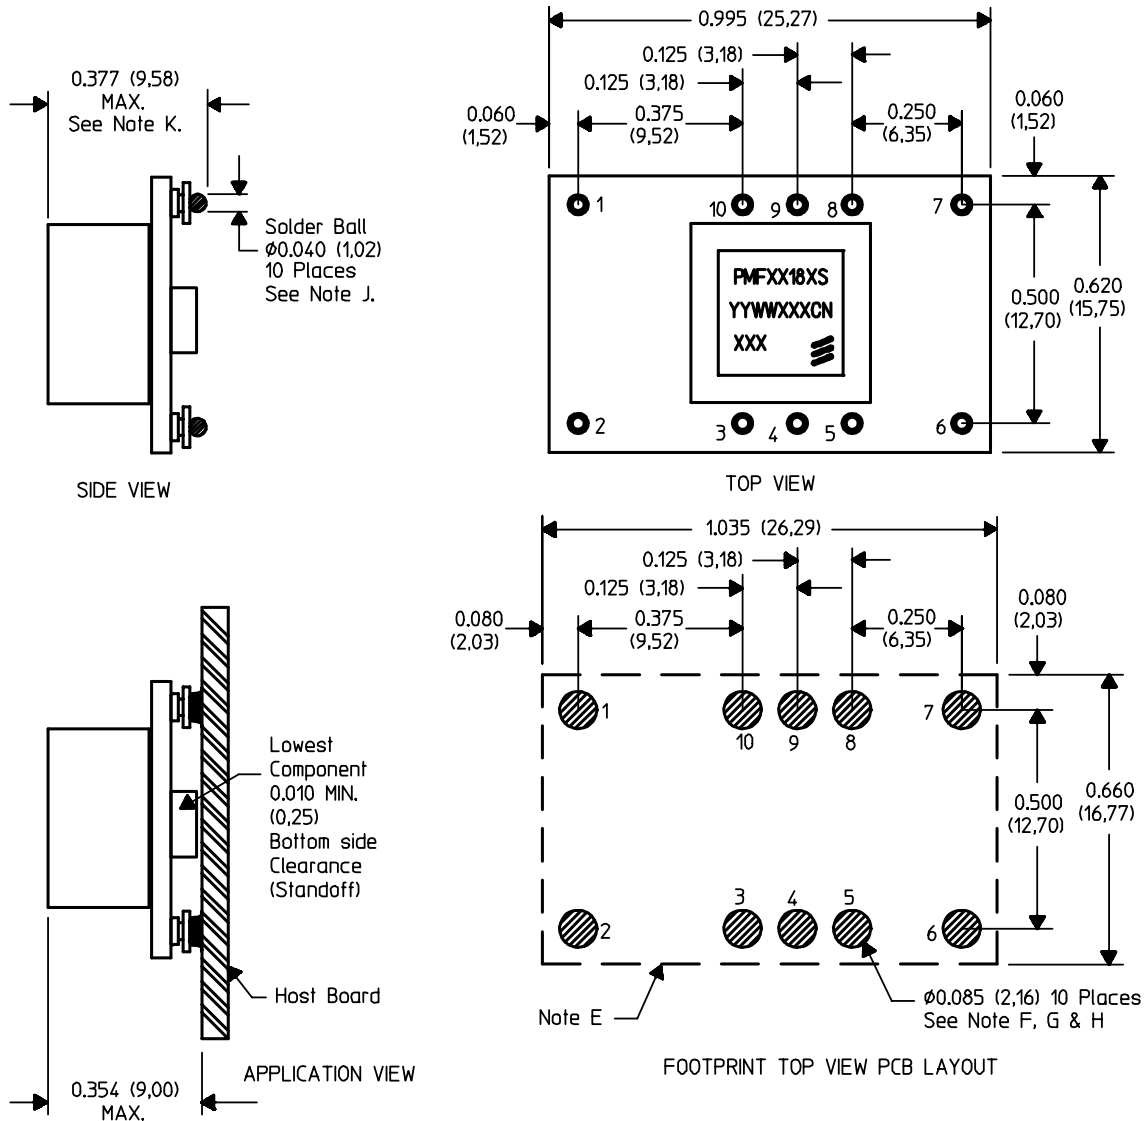 0.377 (9,58)
MAX.
See Note K.
Solder Ball
ø0.040 (1,02)
10 Places
See Note J.
SIDE VIEW
0.995 (25,27)
0.125 (3,18)
0.125 (3,18)
0.060
(1,52)
0.375
(9,52)
0.250
(6,35)
0.060
(1,52)
1
10
9
8
7
PMFXX18XS
YYWWXXXCN
XXX
0.500
(12,70)
0.620
(15,75)
2
3
4
5
6
TOP VIEW
1.035 (26,29)
0.125 (3,18)
0.125 (3,18)
0.080
(2,03)
0.375
(9,52)
0.250
(6,35)
0.080
(2,03)
1
10
9
8
7
0.500
(12,70)
0.660
(16,77)
2
3
4
5
6
Note E
ø0.085 (2,16) 10 Places
See Note F, G & H
FOOTPRINT TOP VIEW PCB LAYOUT
Lowest
Component
0.010 MIN.
(0,25)
Bottom side
Clearance
(Standoff)
Host Board
APPLICATION VIEW
0.354 (9,00)
MAX.